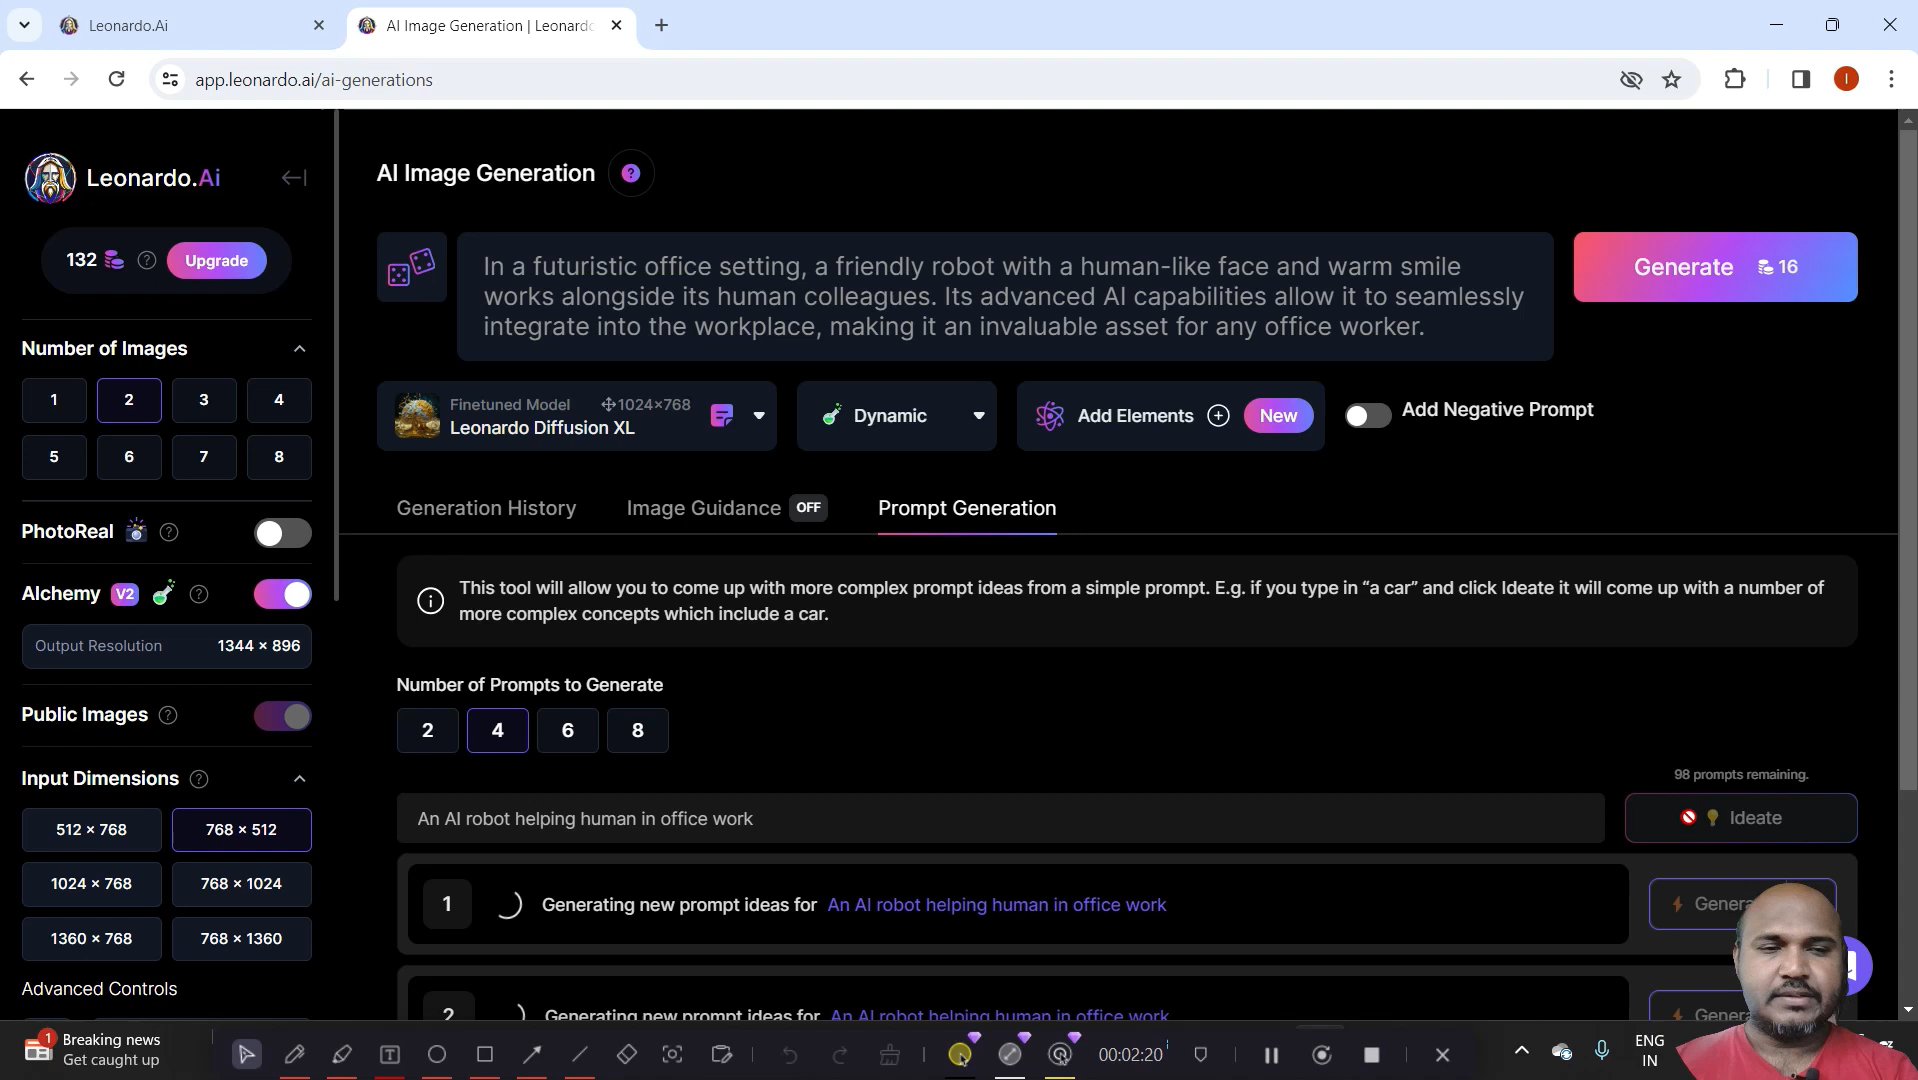 Leonardo.Ai
AI Image Generation | Leonardo
app.leonardo.ai/ai-generations
I
Leonardo.Ai
132
Upgrade
Number of Images
1 2 3 4
5 6 7 8
PhotoReal
Alchemy V2
Output Resolution 1344 × 896
Public Images
Input Dimensions
512 × 768 768 × 512
1024 × 768 768 × 1024
1360 × 768 768 × 1360
Advanced Controls
AI Image Generation ?
In a futuristic office setting, a friendly robot with a human-like face and warm smile
works alongside its human colleagues. Its advanced AI capabilities allow it to seamlessly
integrate into the workplace, making it an invaluable asset for any office worker.
Generate 16
Finetuned Model 1024×768
Leonardo Diffusion XL
Dynamic
Add Elements New
Add Negative Prompt
Generation History Image Guidance OFF Prompt Generation
This tool will allow you to come up with more complex prompt ideas from a simple prompt. E.g. if you type in “a car” and click Ideate it will come up with a number of
more complex concepts which include a car.
Number of Prompts to Generate
2 4 6 8
98 prompts remaining.
An AI robot helping human in office work
Ideate
1 Generating new prompt ideas for An AI robot helping human in office work
Genera
2 Generating new prompt ideas for An AI robot helping human in office work
Genera
1
Breaking news
Get caught up
00:02:20
ENG
IN